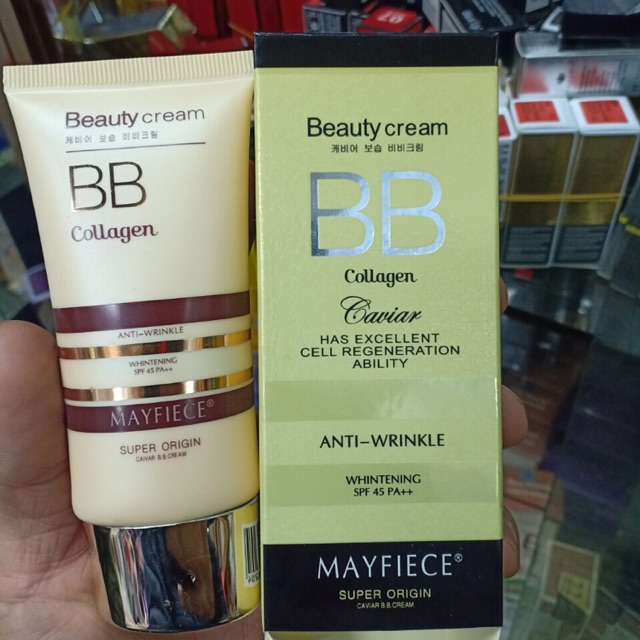 Beauty cream
캐비어 보습 비비크림
BB
Collagen
ANTI-WRINKLE
WHINTENING
SPF 45 PA++
MAYFIECE®
SUPER ORIGIN
CAVIAR B.B.CREAM
Beauty cream
캐비어 보습 비비크림
BB
Collagen
Caviar
HAS EXCELLENT
CELL REGENERATION
ABILITY
ANTI-WRINKLE
WHINTENING
SPF 45 PA++
MAYFIECE®
SUPER ORIGIN
CAVIAR B.B.CREAM